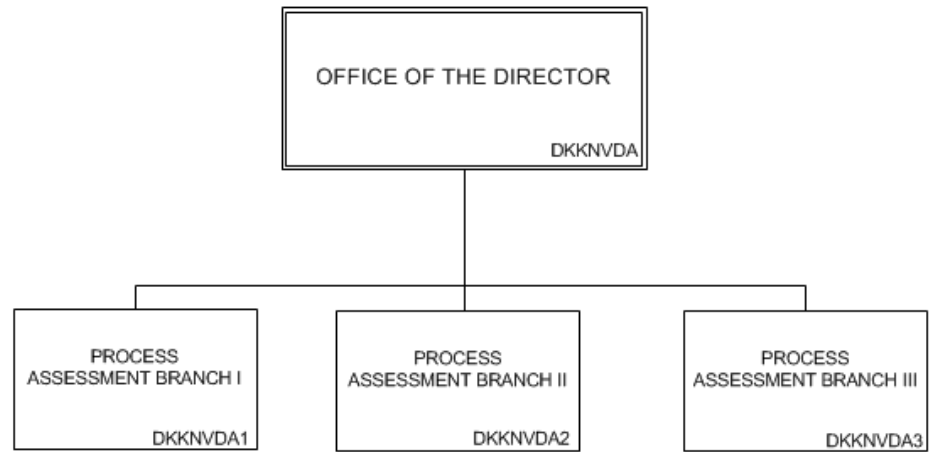 OFFICE OF THE DIRECTOR
DKKNVDA
PROCESS
ASSESSMENT BRANCH I
DKKNVDA1
PROCESS
ASSESSMENT BRANCH II
DKKNVDA2
PROCESS
ASSESSMENT BRANCH III
DKKNVDA3